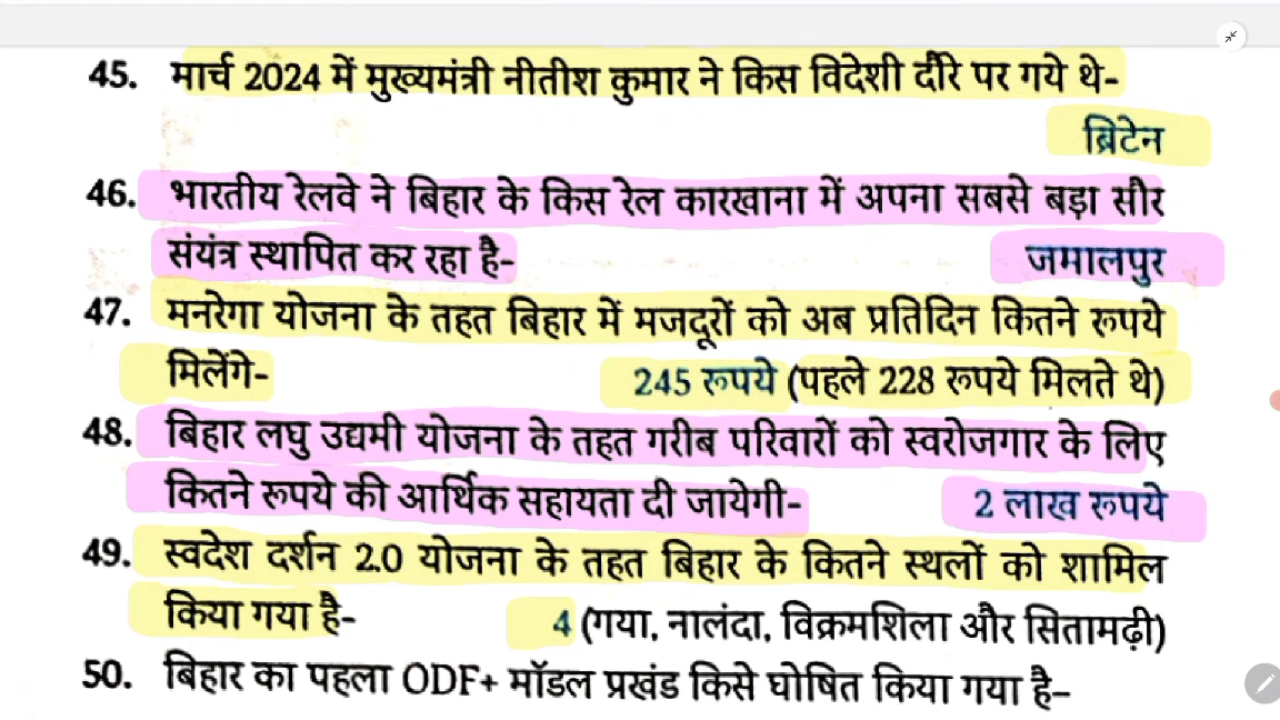 45. मार्च 2024 में मुख्यमंत्री नीतीश कुमार ने किस विदेशी दौरे पर गये थे-
ब्रिटेन
46. भारतीय रेलवे ने बिहार के किस रेल कारखाना में अपना सबसे बड़ा सौर
संयंत्र स्थापित कर रहा है- जमालपुर
47. मनरेगा योजना के तहत बिहार में मजदूरों को अब प्रतिदिन कितने रूपये
मिलेंगे- 245 रूपये (पहले 228 रूपये मिलते थे)
48. बिहार लघु उद्यमी योजना के तहत गरीब परिवारों को स्वरोजगार के लिए
कितने रूपये की आर्थिक सहायता दी जायेगी- 2 लाख रूपये
49. स्वदेश दर्शन 2.0 योजना के तहत बिहार के कितने स्थलों को शामिल
किया गया है- 4 (गया, नालंदा, विक्रमशिला और सितामढ़ी)
50. बिहार का पहला ODF+ मॉडल प्रखंड किसे घोषित किया गया है-